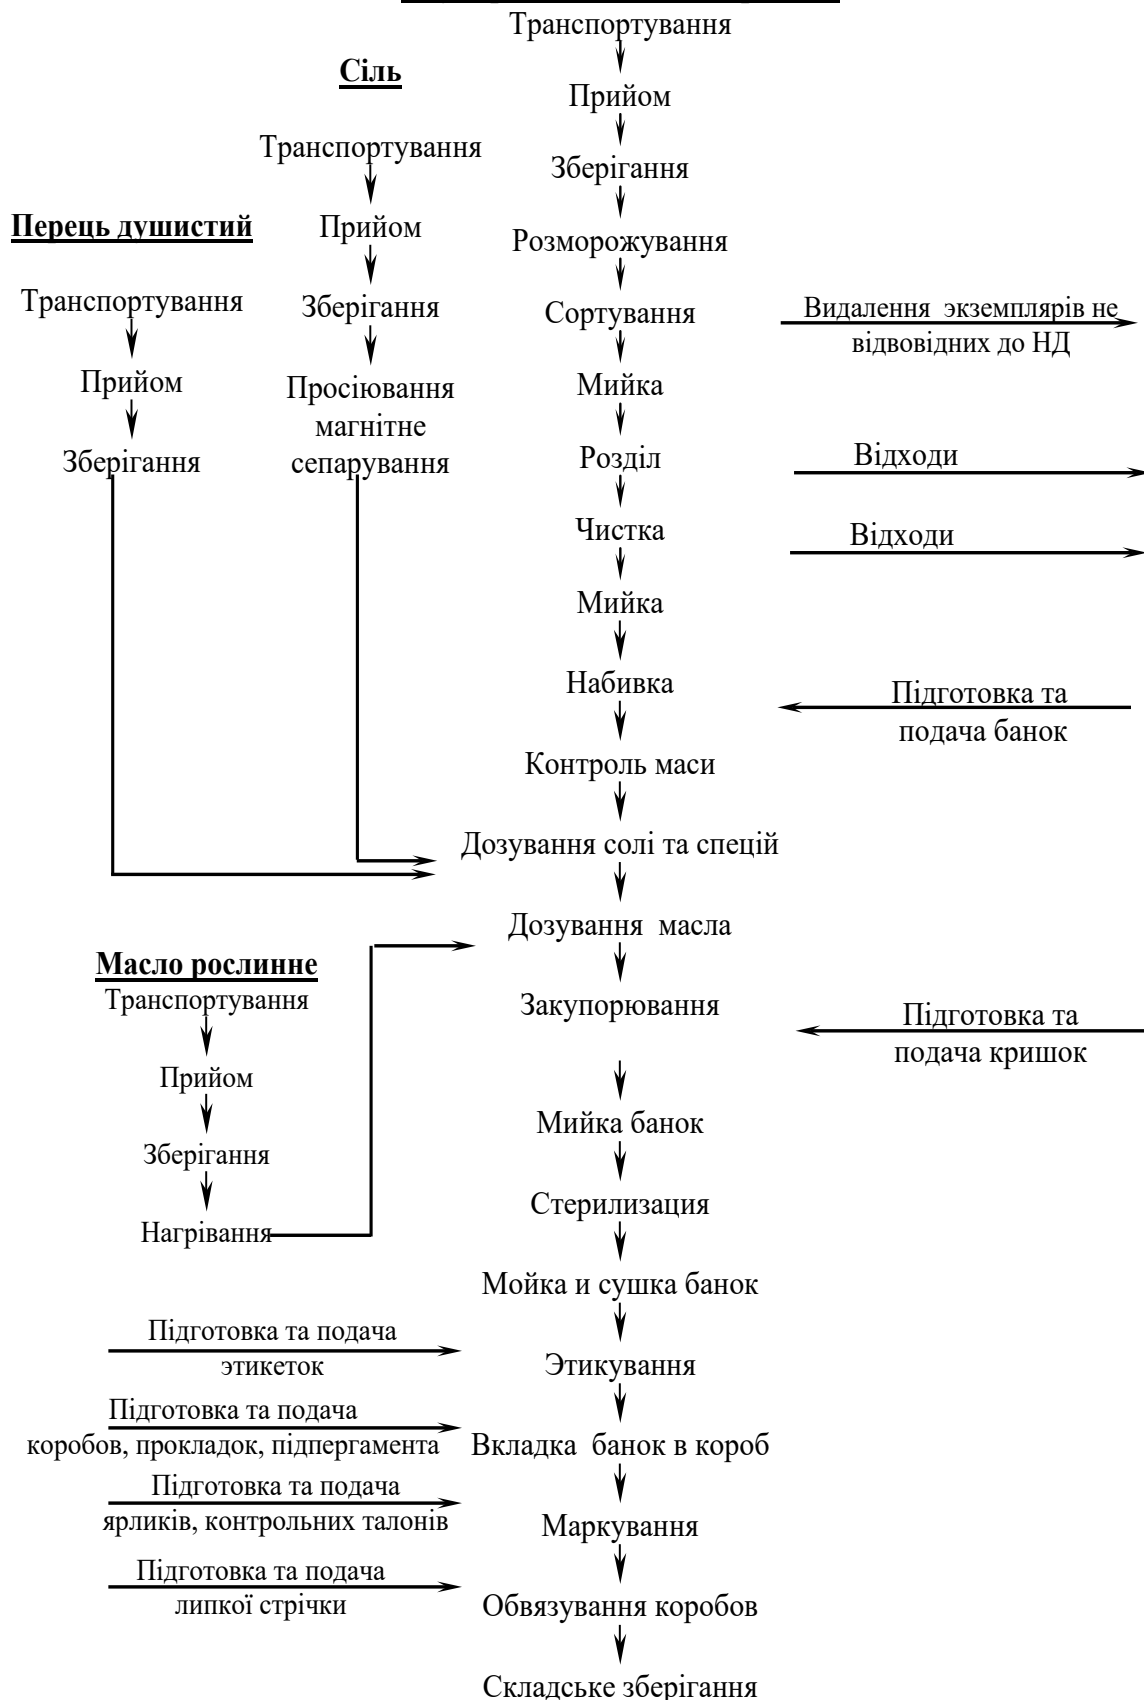 Транспортування
Сіль
Прийом
Транспортування
Зберігання
Перець душистий
Прийом
Розморожування
Транспортування
Зберігання
Сортування
Видалення экземплярів не
відвовідних до НД
Прийом
Просіювання
магнітне
сепарування
Мийка
Зберігання
Розділ
Відходи
Чистка
Відходи
Мийка
Набивка
Підготовка та
подача банок
Контроль маси
Дозування солі та спецій
Дозування масла
Масло рослинне
Транспортування
Закупорювання
Підготовка та
подача кришок
Прийом
Мийка банок
Зберігання
Стерилизация
Нагрівання
Мойка и сушка банок
Підготовка та подача
этикеток
Этикування
Підготовка та подача
коробов, прокладок, підпергамента
Вкладка банок в короб
Підготовка та подача
ярликів, контрольних талонів
Маркування
Підготовка та подача
липкої стрічки
Обвязування коробов
Складське зберігання